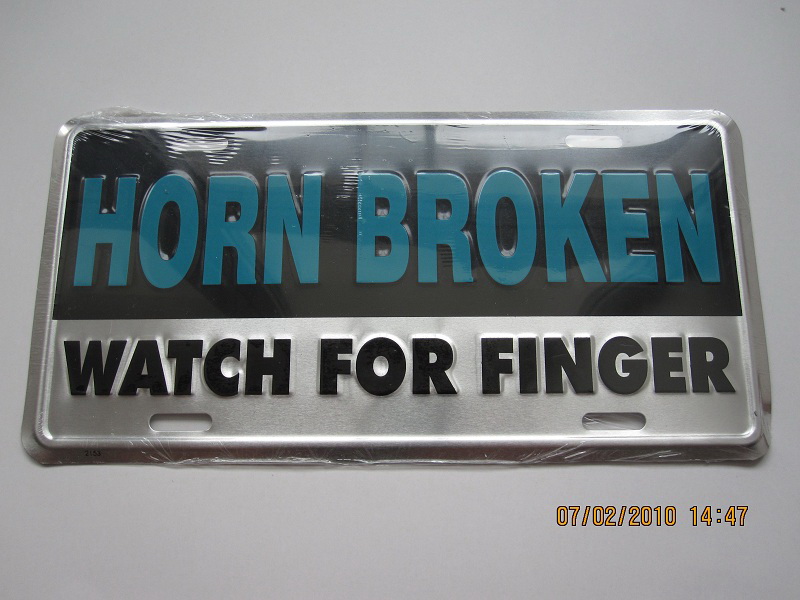 HORN BROKEN
WATCH FOR FINGER
07/02/2010 14:47